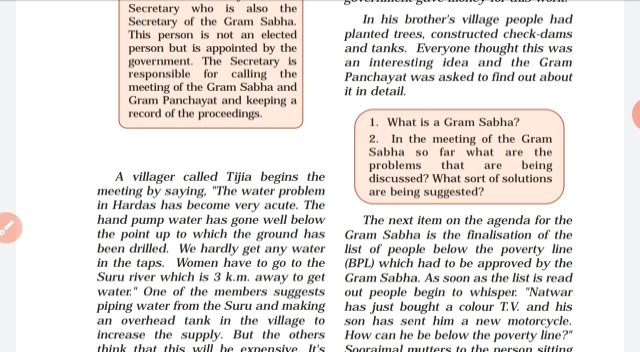 Secretary who is also the
Secretary of the Gram Sabha.
This person is not an elected
person but is appointed by the
government. The Secretary is
responsible for calling the
meeting of the Gram Sabha and
Gram Panchayat and keeping a
record of the proceedings.
A villager called Tijia begins the
meeting by saying, "The water problem
in Hardas has become very acute. The
hand pump water has gone well below
the point up to which the ground has
been drilled. We hardly get any water
in the taps. Women have to go to the
Suru river which is 3 k.m. away to get
water." One of the members suggests
piping water from the Suru and making
an overhead tank in the village to
increase the supply. But the others
think that this will be expensive. It's
In his brother's village people had
planted trees, constructed check-dams
and tanks. Everyone thought this was
an interesting idea and the Gram
Panchayat was asked to find out about
it in detail.
1. What is a Gram Sabha?
2. In the meeting of the Gram
Sabha so far what are the
problems that are being
discussed? What sort of solutions
are being suggested?
The next item on the agenda for the
Gram Sabha is the finalisation of the
list of people below the poverty line
(BPL) which had to be approved by the
Gram Sabha. As soon as the list is read
out people begin to whisper. "Natwar
has just bought a colour T.V. and his
son has sent him a new motorcycle.
How can he be below the poverty line?"
Soorajmal mutters to the person sitting